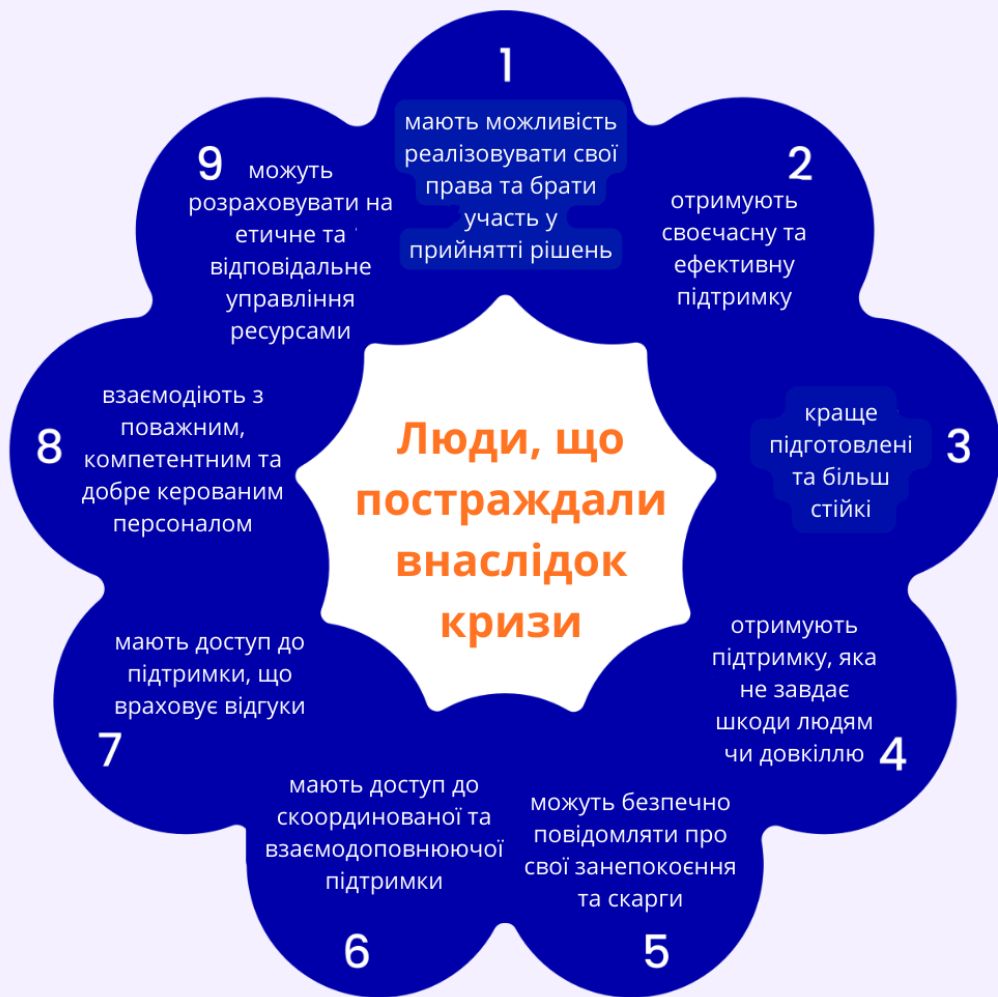 Люди, що
постраждали
внаслідок
кризи
1
мають можливість
реалізовувати свої
права та брати
участь у
прийнятті рішень
2
отримують
своєчасну та
ефективну
підтримку
3
краще
підготовлені
та більш
стійкі
4
отримують
підтримку, яка
не завдає
шкоди людям
чи довкіллю
5
можуть безпечно
повідомляти про
свої занепокоєння
та скарги
6
мають доступ до
скоординованої та
взаємодоповнюючої
підтримки
7
мають доступ до
підтримки, що
враховує відгуки
8
взаємодіють з
поважним,
компетентним та
добре керованим
персоналом
9
можуть
розраховувати на
етичне та
відповідальне
управління
ресурсами